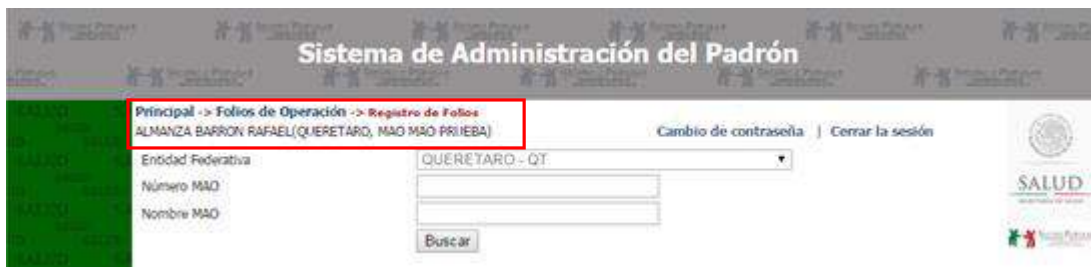 Sistema de Administración del Padrón
Principal -> Folios de Operación -> Registro de Folios
ALMANZA BARRON RAFAEL(QUERETARO, MAO MAO PRUEBA)
Cambio de contraseña | Cerrar la sesión
Entidad Federativa QUERETARO - QT
Número MAO
Nombre MAO
Buscar
SALUD